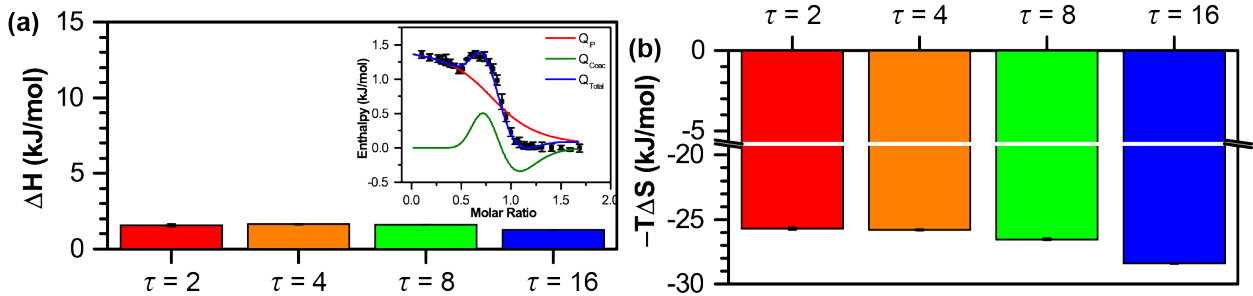 (a)
ΔH (kJ/mol)
15
10
5
0
τ = 2
τ = 4
τ = 8
τ = 16
Enthalpy (kJ/mol)
1.5
1.0
0.5
0.0
-0.5
0.0
0.5
1.0
1.5
2.0
Molar Ratio
Q_IP
Q_Coac
Q_Total
(b)
τ = 2
τ = 4
τ = 8
τ = 16
−TΔS (kJ/mol)
0
-5
-20
-25
-30